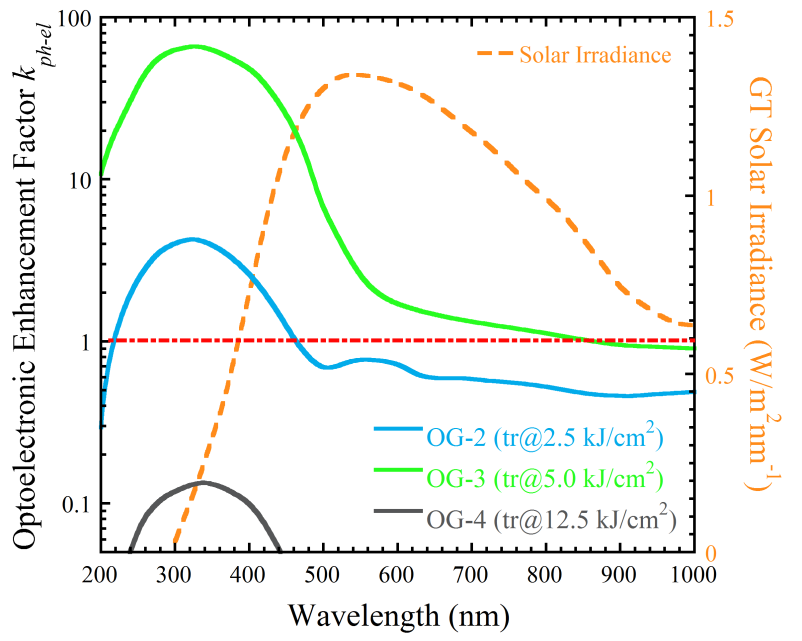 Optoelectronic Enhancement Factor k ph-el
100
10
1
0.1
Solar Irradiance
OG-2 (tr@2.5 kJ/cm²)
OG-3 (tr@5.0 kJ/cm²)
OG-4 (tr@12.5 kJ/cm²)
1.5
1
0.5
0
GT Solar Irradiance (W/m²nm⁻¹)
200 300 400 500 600 700 800 900 1000
Wavelength (nm)